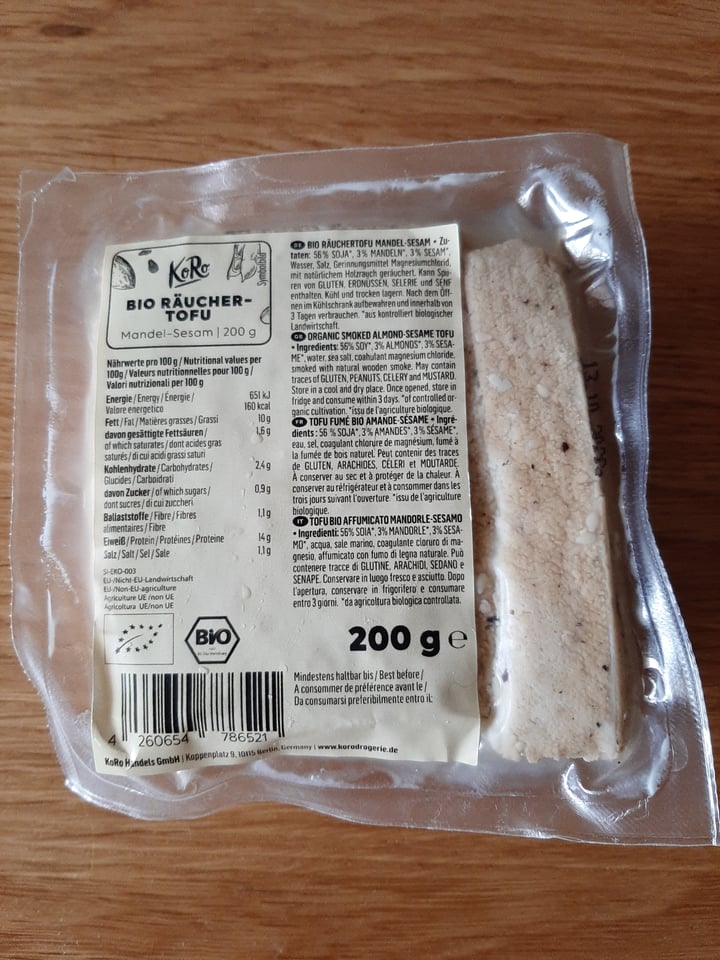 KoRo
Symbolbild
BIO RÄUCHER-
TOFU
Mandel-Sesam | 200 g
Nährwerte pro 100 g / Nutritional values per
100g / Valeurs nutritionnelles pour 100 g /
Valori nutrizionali per 100 g
Energie / Energy / Énergie / 651 kJ
Valore energetico 160 kcal
Fett / Fat / Matières grasses / Grassi 10 g
davon gesättigte Fettsäuren / 1,6 g
of which saturates / dont acides gras
saturés / di cui acidi grassi saturi
Kohlenhydrate / Carbohydrates / 2,4 g
Glucides / Carboidrati
davon Zucker / of which sugars / 0,9 g
dont sucres / di cui zuccheri
Ballaststoffe / Fibre / Fibres 1,1 g
alimentaires / Fibre
Eiweiß / Protein / Protéines / Proteine 14 g
Salz / Salt / Sel / Sale 1,1 g
SI-EKO-003
EU-/Nicht-EU-Landwirtschaft
EU-/Non-EU-agriculture
Agriculture UE /non UE
Agricoltura UE/non UE
BIO
4 260654 786521
KoRo Handels GmbH | Koppenplatz 9, 10115 Berlin, Germany | www.korodrogerie.de
DE BIO RÄUCHERTOFU MANDEL-SESAM • Zu-
taten: 56% SOJA*, 3% MANDELN*, 3% SESAM*,
Wasser, Salz, Gerinnungsmittel Magnesiumchlorid,
mit natürlichem Holzrauch geräuchert. Kann Spu-
ren von GLUTEN, ERDNÜSSEN, SELERIE und SENF
enthalten. Kühl und trocken lagern. Nach dem Öff-
nen im Kühlschrank aufbewahren und innerhalb von
3 Tagen verbrauchen. *aus kontrolliert biologischer
Landwirtschaft.
GB ORGANIC SMOKED ALMOND-SESAME TOFU
• Ingredients: 56% SOY*, 3% ALMONDS*, 3% SESA-
ME*, water, sea salt, coahulant magnesium chloride,
smoked with natural wooden smoke. May contain
traces of GLUTEN, PEANUTS, CELERY and MUSTARD.
Store in a cool and dry place. Once opened, store in
fridge and consume within 3 days. *of controlled or-
ganic cultivation. *issu de l'agriculture biologique.
FR TOFU FUMÉ BIO AMANDE-SÉSAME • Ingré-
dients : 56 % SOJA*, 3% AMANDES*, 3% SÉSAME*,
eau, sel, coagulant chlorure de magnésium, fumé à
la fumée de bois naturel. Peut contenir des traces
de GLUTEN, ARACHIDES, CÉLERI et MOUTARDE.
À conserver au sec et à protéger de la chaleur. À
conserver au réfrigérateur et à consommer dans les
trois jours suivant l'ouverture. *issu de l'agriculture
biologique.
IT TOFU BIO AFFUMICATO MANDORLE-SESAMO
• Ingredienti: 56% SOIA*, 3% MANDORLE*, 3% SESA-
MO*, acqua, sale marino, coagulante cloruro di ma-
gnesio, affumicato con fumo di legna naturale. Può
contenere tracce di GLUTINE, ARACHIDI, SEDANO e
SENAPE. Conservare in luogo fresco e asciutto. Dopo
l'apertura, conservare in frigorifero e consumare
entro 3 giorni. *da agricoltura biologica controllata.
200 g e
Mindestens haltbar bis / Best before /
A consommer de préférence avant le /
Da consumarsi preferibilmente entro il:
13.10